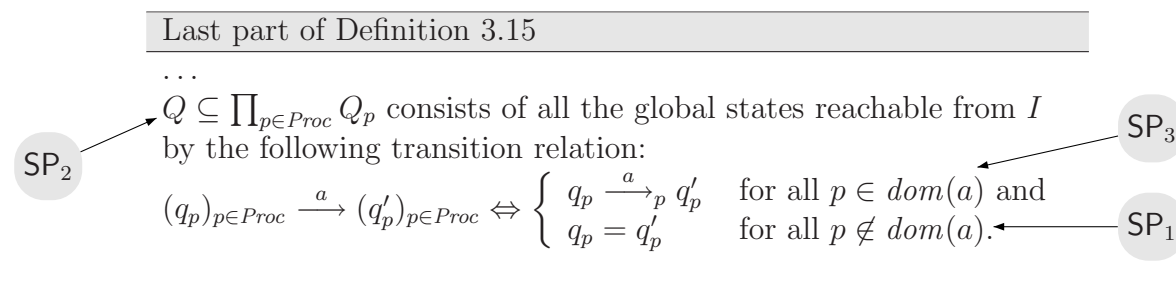 Last part of Definition 3.15
...
Q ⊆ ∏_{p∈Proc} Q_p consists of all the global states reachable from I
by the following transition relation:
(q_p)_{p∈Proc} —a→ (q′_p)_{p∈Proc} ⇔ { q_p —a→_p q′_p for all p ∈ dom(a) and
q_p = q′_p for all p ∉ dom(a).
SP₂
SP₃
SP₁